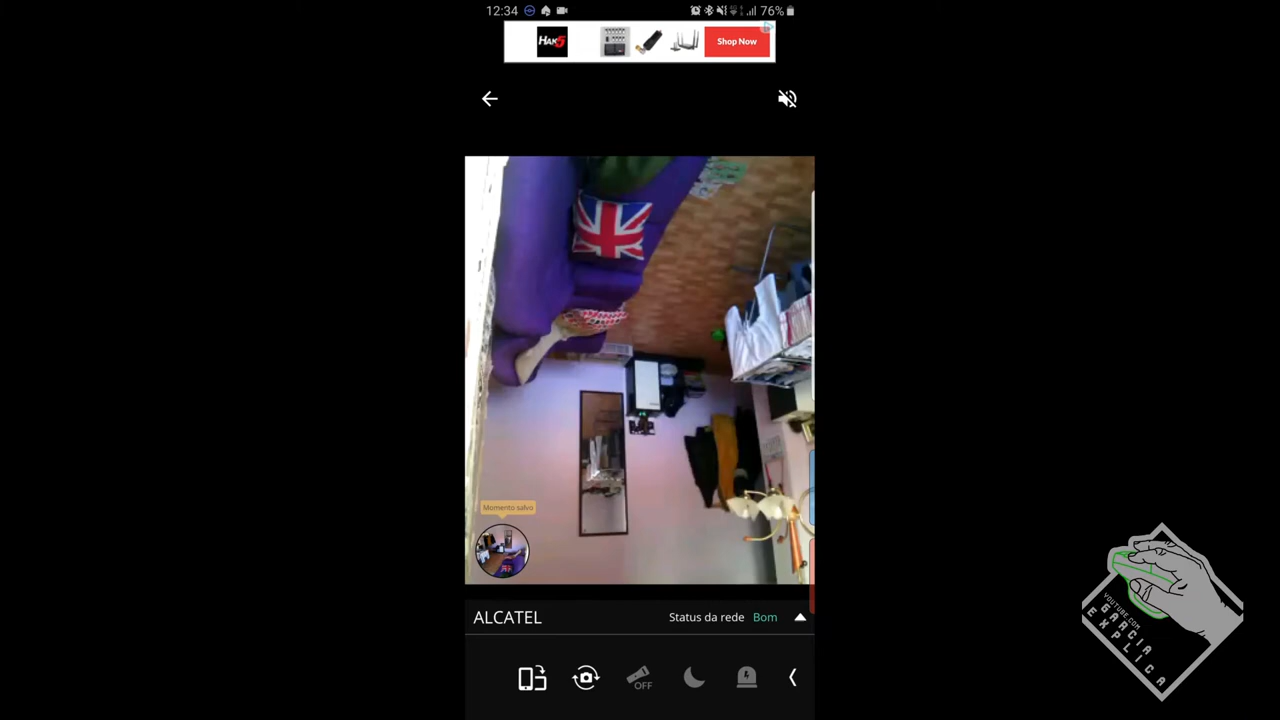 12:34
76%
HAK5
Shop Now
Momento salvo
ALCATEL
Status da rede Bom
OFF
YOUTUBE.COM
GARCIA
EXPLICA